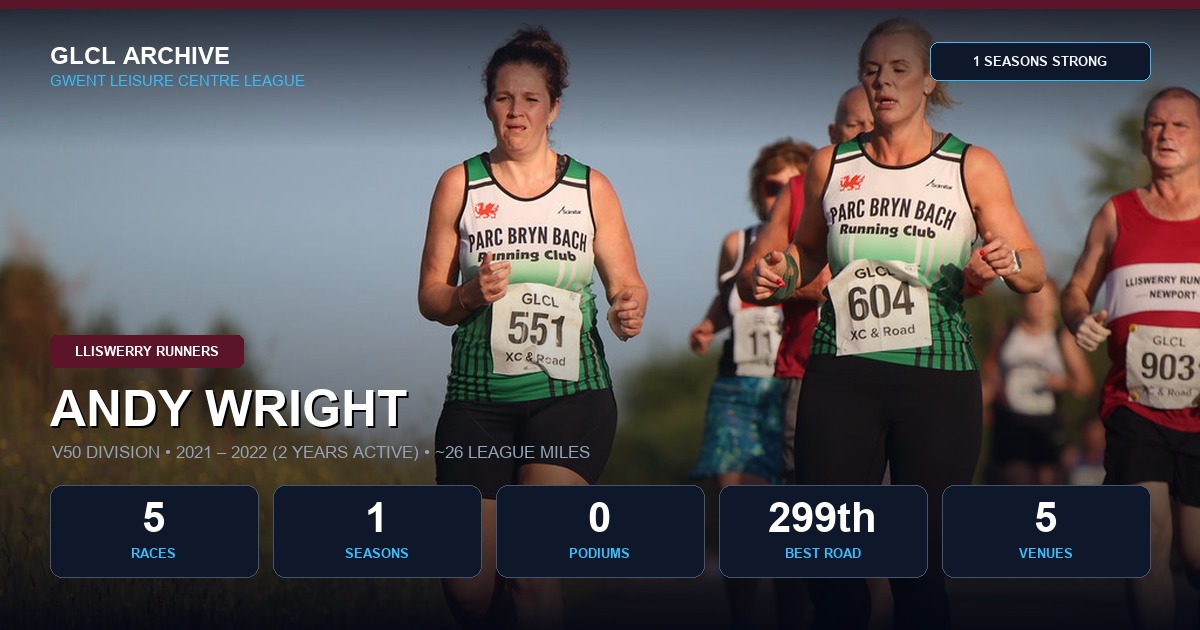 GLCL ARCHIVE
GWENT LEISURE CENTRE LEAGUE
1 SEASONS STRONG
PARC BRYN BACH
Running Club
GLCL
551
XC & Road
PARC BRYN BACH
Running Club
GLCL
604
XC & Road
11
LLISWERRY RUN
NEWPORT
GLCL
903
XC & Road
LLISWERRY RUNNERS
ANDY WRIGHT
V50 DIVISION • 2021 – 2022 (2 YEARS ACTIVE) • ~26 LEAGUE MILES
5
RACES
1
SEASONS
0
PODIUMS
299th
BEST ROAD
5
VENUES